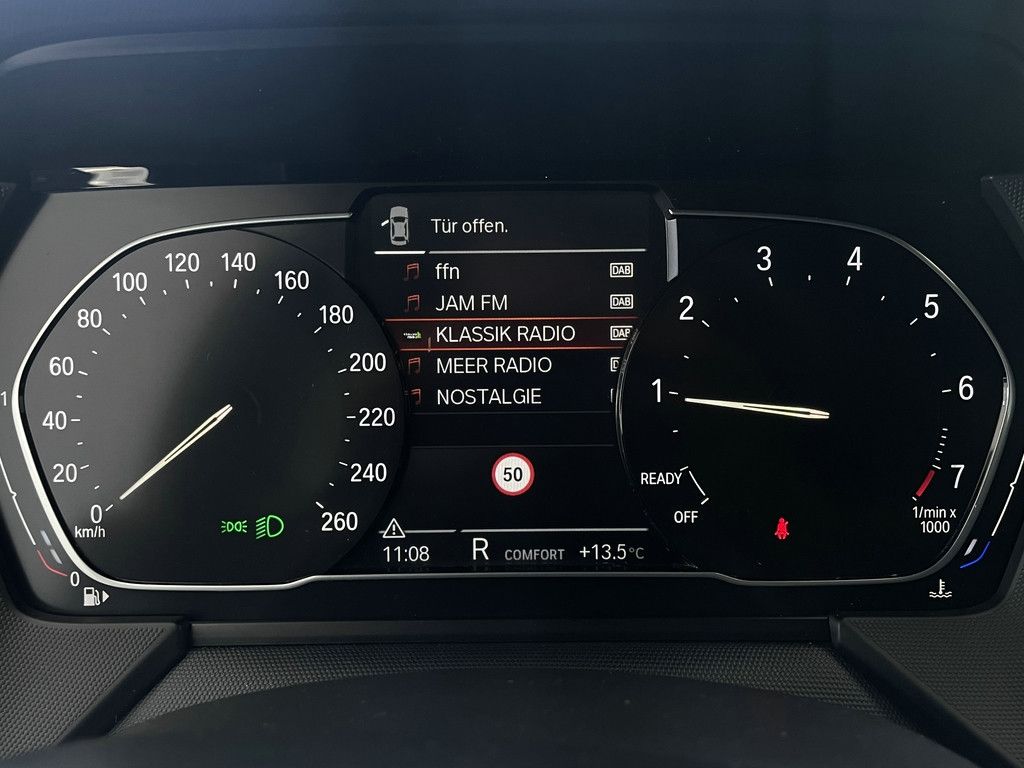 Tür offen.
ffn DAB
JAM FM DAB
KLASSIK RADIO DAB
MEER RADIO
NOSTALGIE
50
11:08 R COMFORT +13.5°C
0
20
40
60
80
100
120
140
160
180
200
220
240
260
km/h
1
0
OFF
READY
1
2
3
4
5
6
7
1/min x
1000